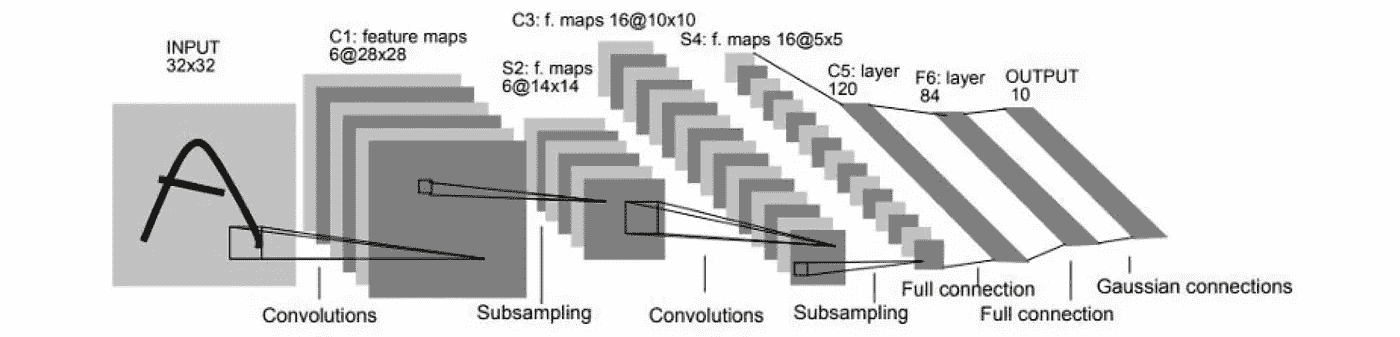 INPUT
32x32
C1: feature maps
6@28x28
S2: f. maps
6@14x14
C3: f. maps 16@10x10
S4: f. maps 16@5x5
C5: layer
120
F6: layer
84
OUTPUT
10
A
Convolutions
Subsampling
Convolutions
Subsampling
Full connection
Full connection
Gaussian connections